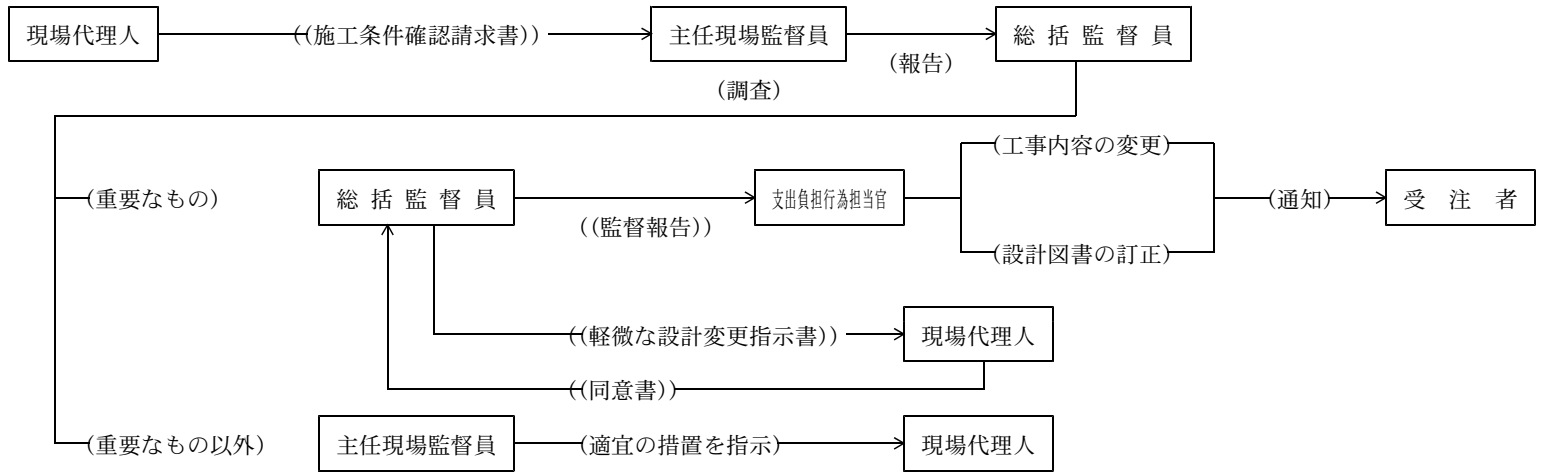 現場代理人 ((施工条件確認請求書)) 主任現場監督員 総括監督員
(報告)
(調査)
(工事内容の変更)
(重要なもの) 総括監督員 支出負担行為担当官 (通知) 受注者
((監督報告))
(設計図書の訂正)
((軽微な設計変更指示書)) 現場代理人
((同意書))
(重要なもの以外) 主任現場監督員 (適宜の措置を指示) 現場代理人